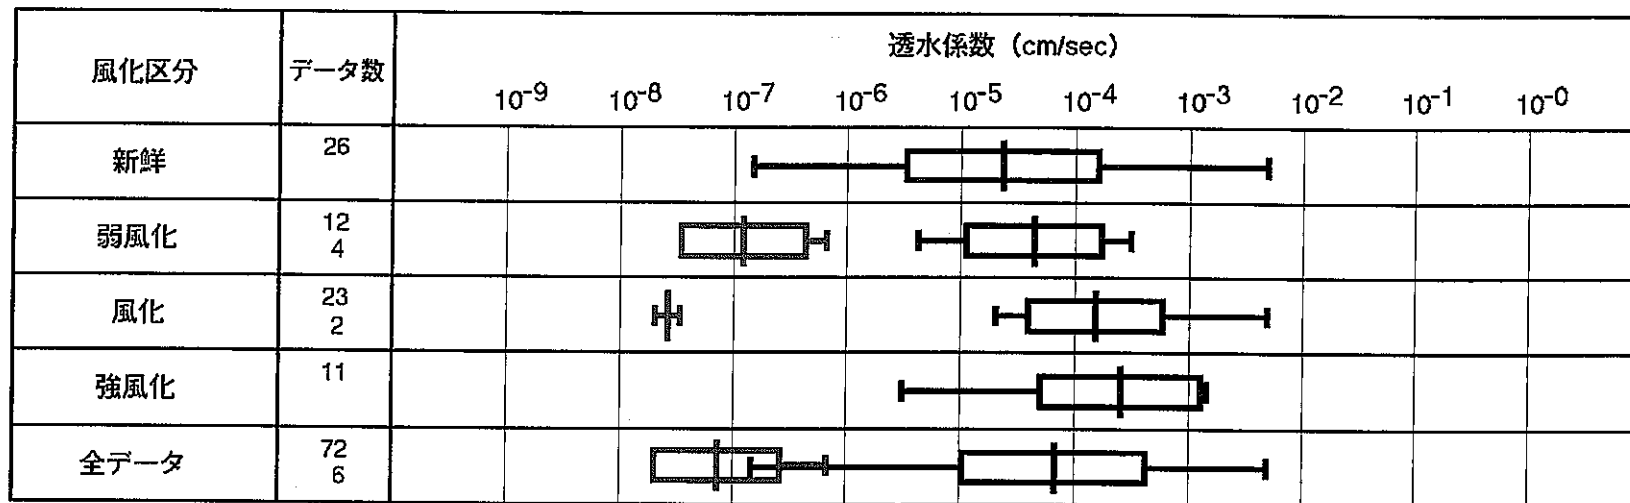 風化区分 データ数 透水係数 (cm/sec)
10-9 10-8 10-7 10-6 10-5 10-4 10-3 10-2 10-1 10-0
新鮮 26
弱風化 12
4
風化 23
2
強風化 11
全データ 72
6